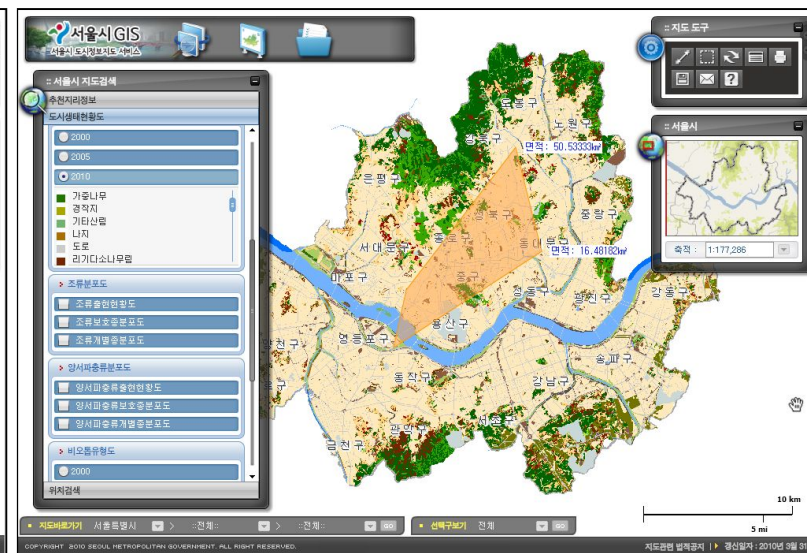 서울시 GIS
서울시 도시정보지도 서비스
:: 서울시 지도검색
추천지리정보
도시생태현황도
2000
2005
2010
가중나무
경작지
기타산림
나지
도로
리기다소나무림
> 조류분포도
조류출현현황도
조류보호종분포도
조류개별종분포도
> 양서파충류분포도
양서파충류출현현황도
양서파충류보호종분포도
양서파충류개별종분포도
> 비오톱유형도
2000
위치검색
:: 지도 도구
?
:: 서울시
축적 : 1:177,286
도봉구
노원구
강북구
면적: 50.53333㎢
은평구
성북구
중랑구
종로구
서대문구
동대문구
면적: 16.48182㎢
마포구
중구
성동구
광진구
강동구
용산구
영등포구
양천구
송파구
동작구
강남구
서초구
관악구
금천구
10 km
5 mi
지도바로가기 서울특별시 > ::전체:: > ::전체:: GO
선택구보기 전체 GO
COPYRIGHT 2010 SEOUL METROPOLITAN GOVERNMENT. ALL RIGHT RESERVED.
지도관련 법적공지 | 갱신일자 : 2010년 3월 31